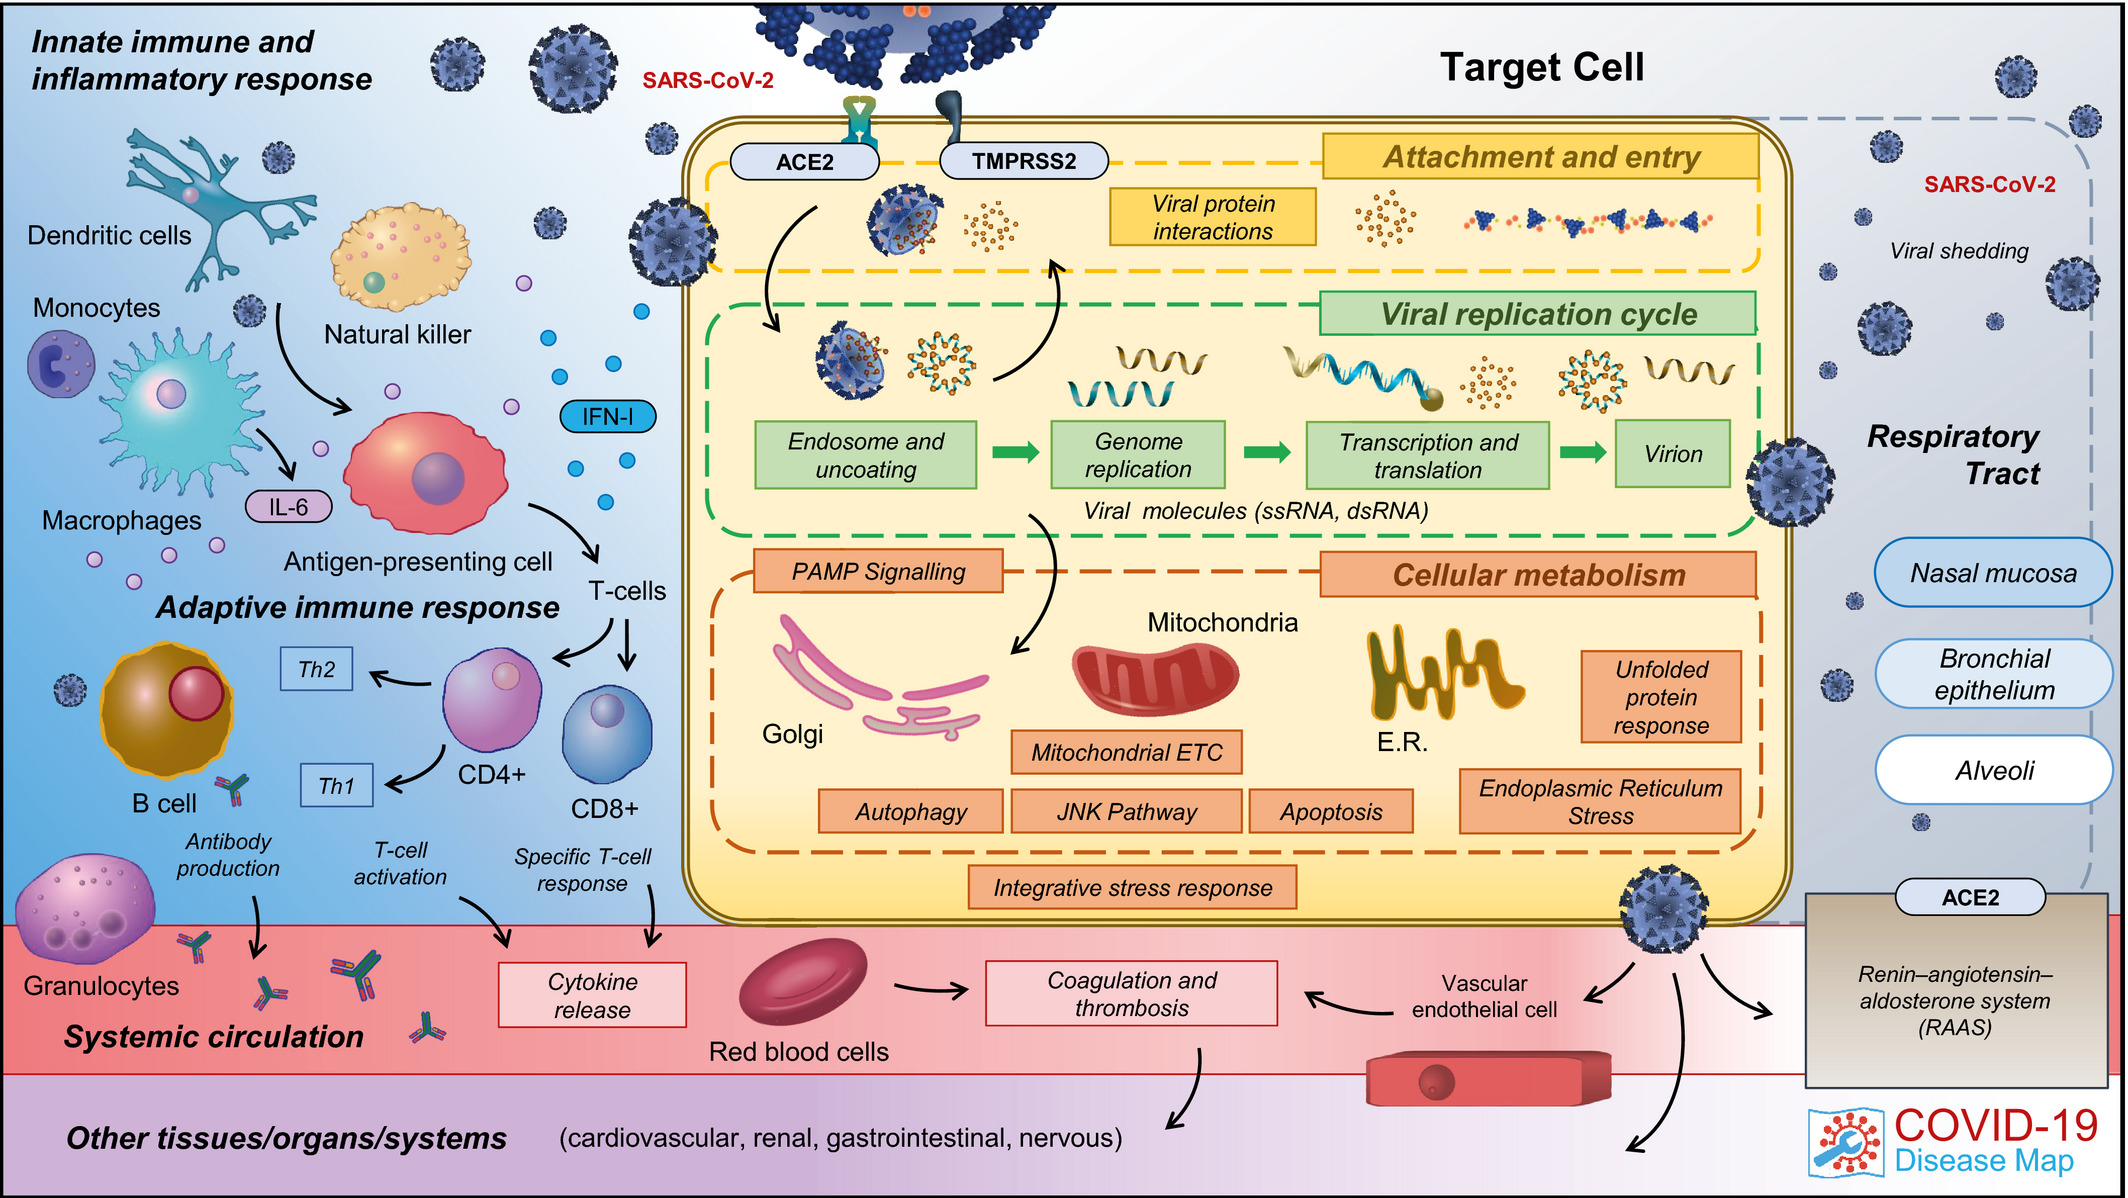 Innate immune and
inflammatory response
SARS-CoV-2
Target Cell
Dendritic cells
Natural killer
Monocytes
Macrophages
IL-6
IFN-I
Antigen-presenting cell
T-cells
Adaptive immune response
Th2
Th1
CD4+
CD8+
B cell
Antibody
production
T-cell
activation
Specific T-cell
response
ACE2
TMPRSS2
Attachment and entry
Viral protein
interactions
Viral replication cycle
Endosome and
uncoating
Genome
replication
Transcription and
translation
Virion
Viral molecules (ssRNA, dsRNA)
PAMP Signalling
Cellular metabolism
Mitochondria
Golgi
E.R.
Unfolded
protein
response
Mitochondrial ETC
Autophagy
JNK Pathway
Apoptosis
Endoplasmic Reticulum
Stress
Integrative stress response
SARS-CoV-2
Viral shedding
Respiratory
Tract
Nasal mucosa
Bronchial
epithelium
Alveoli
ACE2
Renin–angiotensin–
aldosterone system
(RAAS)
Granulocytes
Systemic circulation
Cytokine
release
Red blood cells
Coagulation and
thrombosis
Vascular
endothelial cell
Other tissues/organs/systems (cardiovascular, renal, gastrointestinal, nervous)
COVID-19
Disease Map